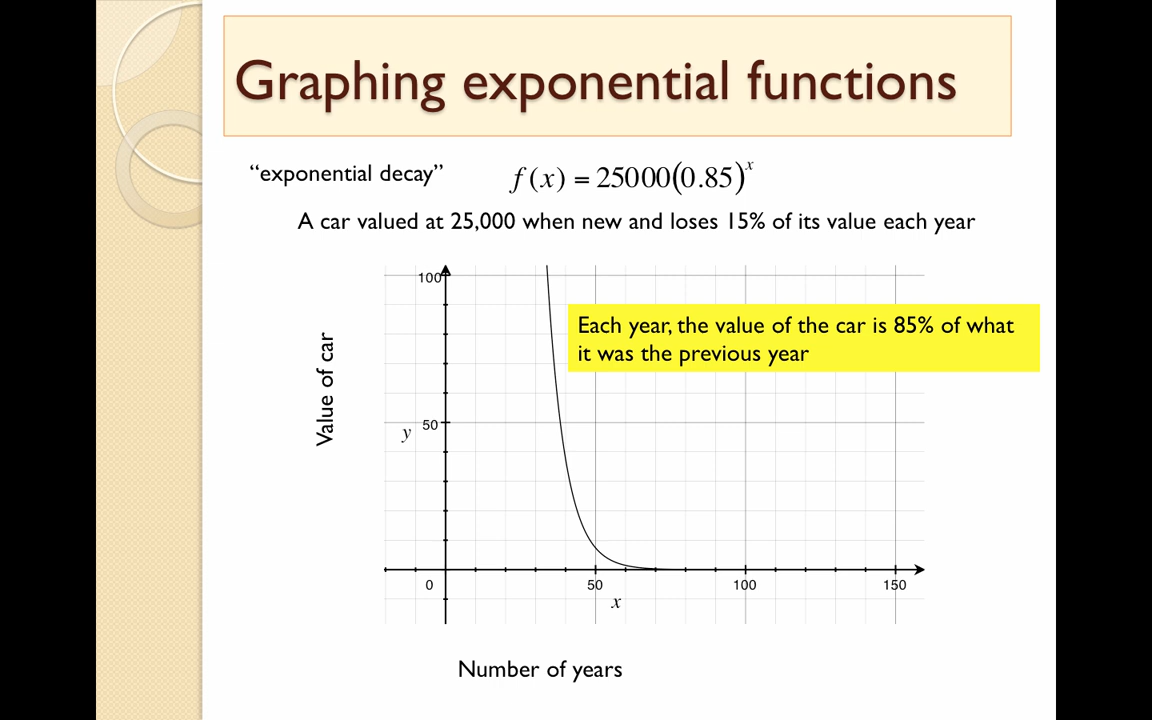 Graphing exponential functions
“exponential decay” f(x) = 25000(0.85)^x
A car valued at 25,000 when new and loses 15% of its value each year
100
Each year, the value of the car is 85% of what
it was the previous year
Value of car
y
50
0 50 100 150
x
Number of years